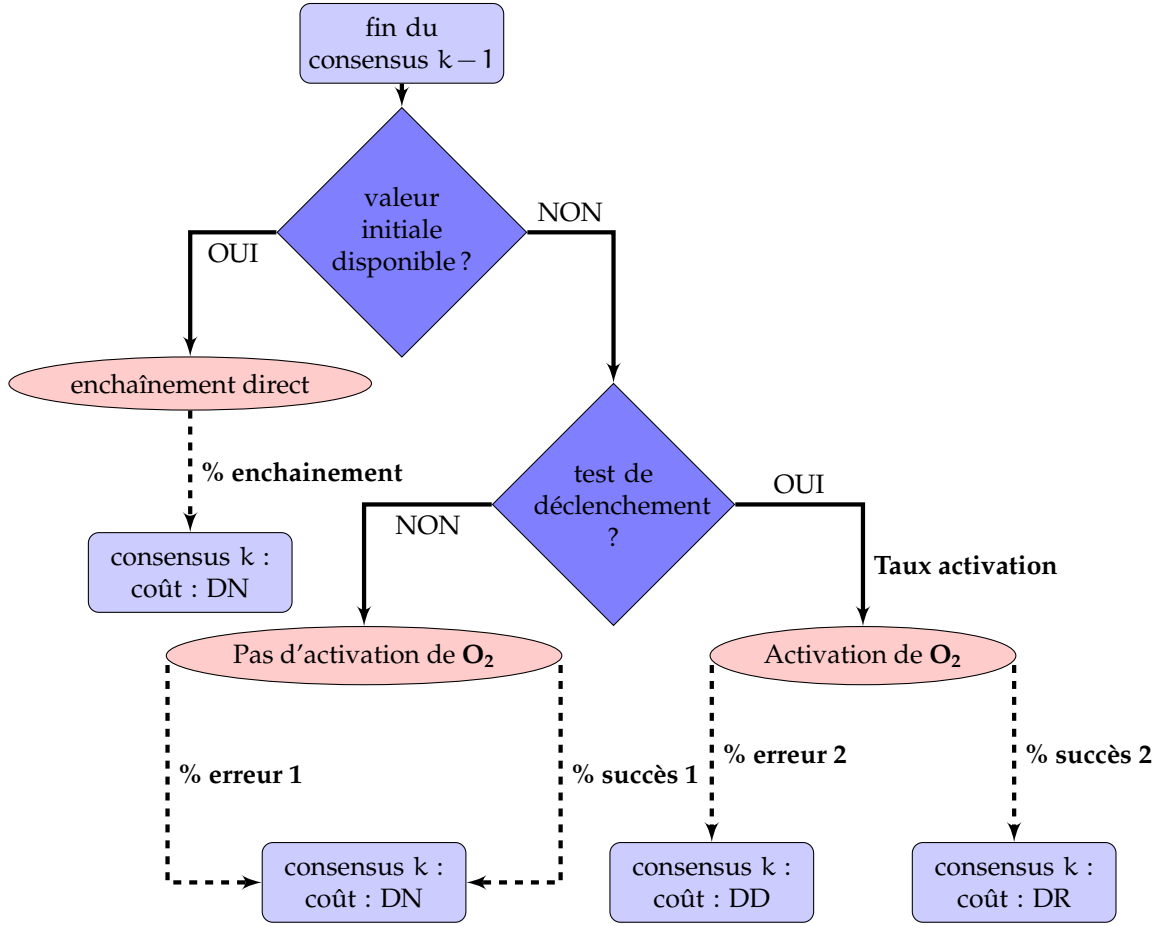 fin du
consensus k − 1
valeur
initiale
disponible ?
OUI
NON
enchaînement direct
% enchainement
consensus k :
coût : DN
test de
déclenchement
?
NON
OUI
Taux activation
Pas d'activation de O₂
Activation de O₂
% erreur 1
% succès 1
% erreur 2
% succès 2
consensus k :
coût : DN
consensus k :
coût : DD
consensus k :
coût : DR